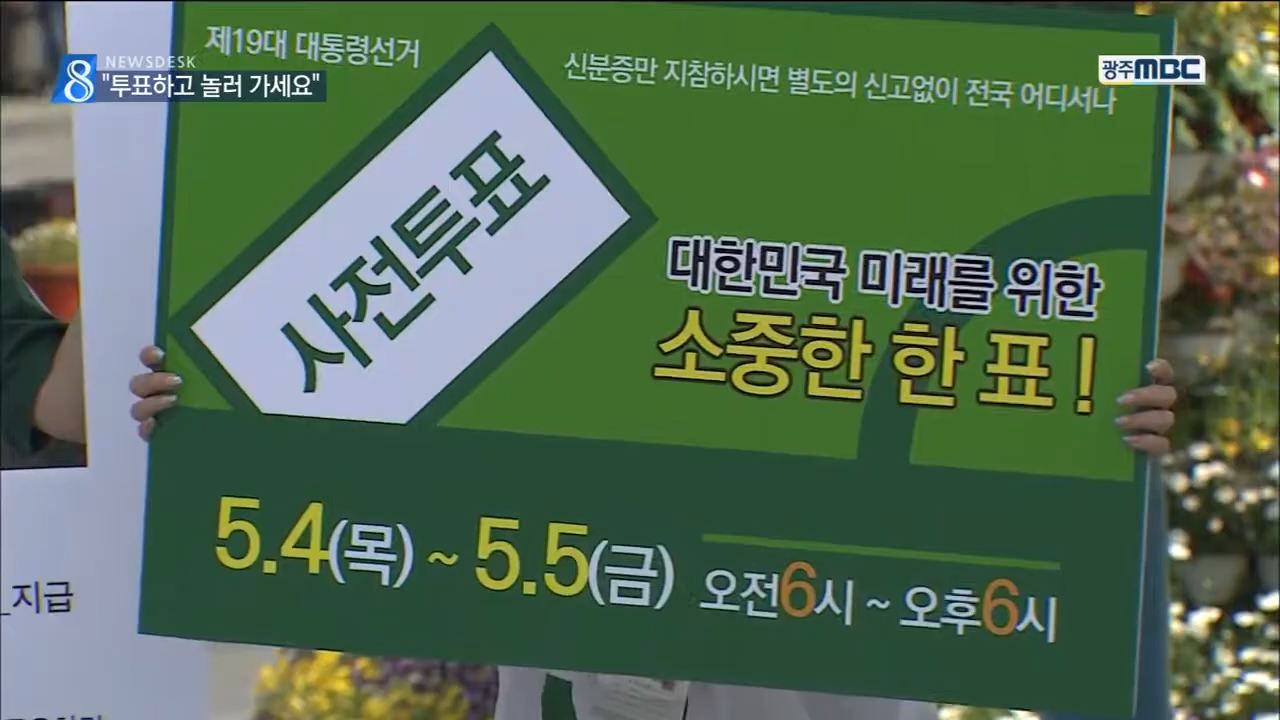 NEWSDESK
8 "투표하고 놀러 가세요"
광주MBC
제19대 대통령선거
신분증만 지참하시면 별도의 신고없이 전국 어디서나
사전투표
대한민국 미래를 위한
소중한 한 표!
5.4(목) ~ 5.5(금) 오전6시 ~ 오후6시
지급